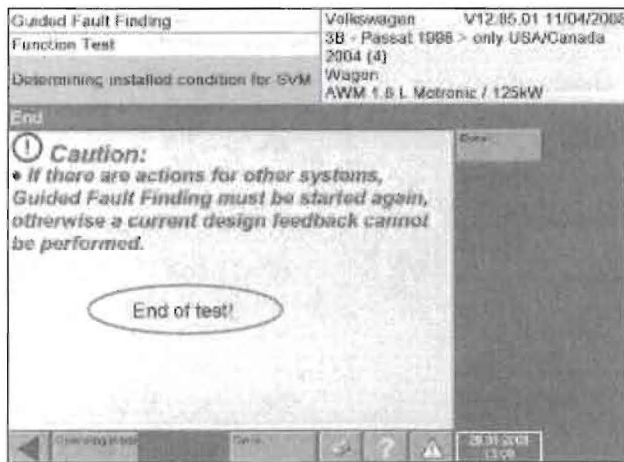 Guided Fault Finding
Function Test
Determining installed condition for SVM
Volkswagen V12.85.01 11/04/2008
3B - Passat 1998 > only USA/Canada
2004 (4)
Wagon
AWM 1.8 L Motronic / 125kW
End
Caution:
• If there are actions for other systems,
Guided Fault Finding must be started again,
otherwise a current design feedback cannot
be performed.
End of test!
Operating mode